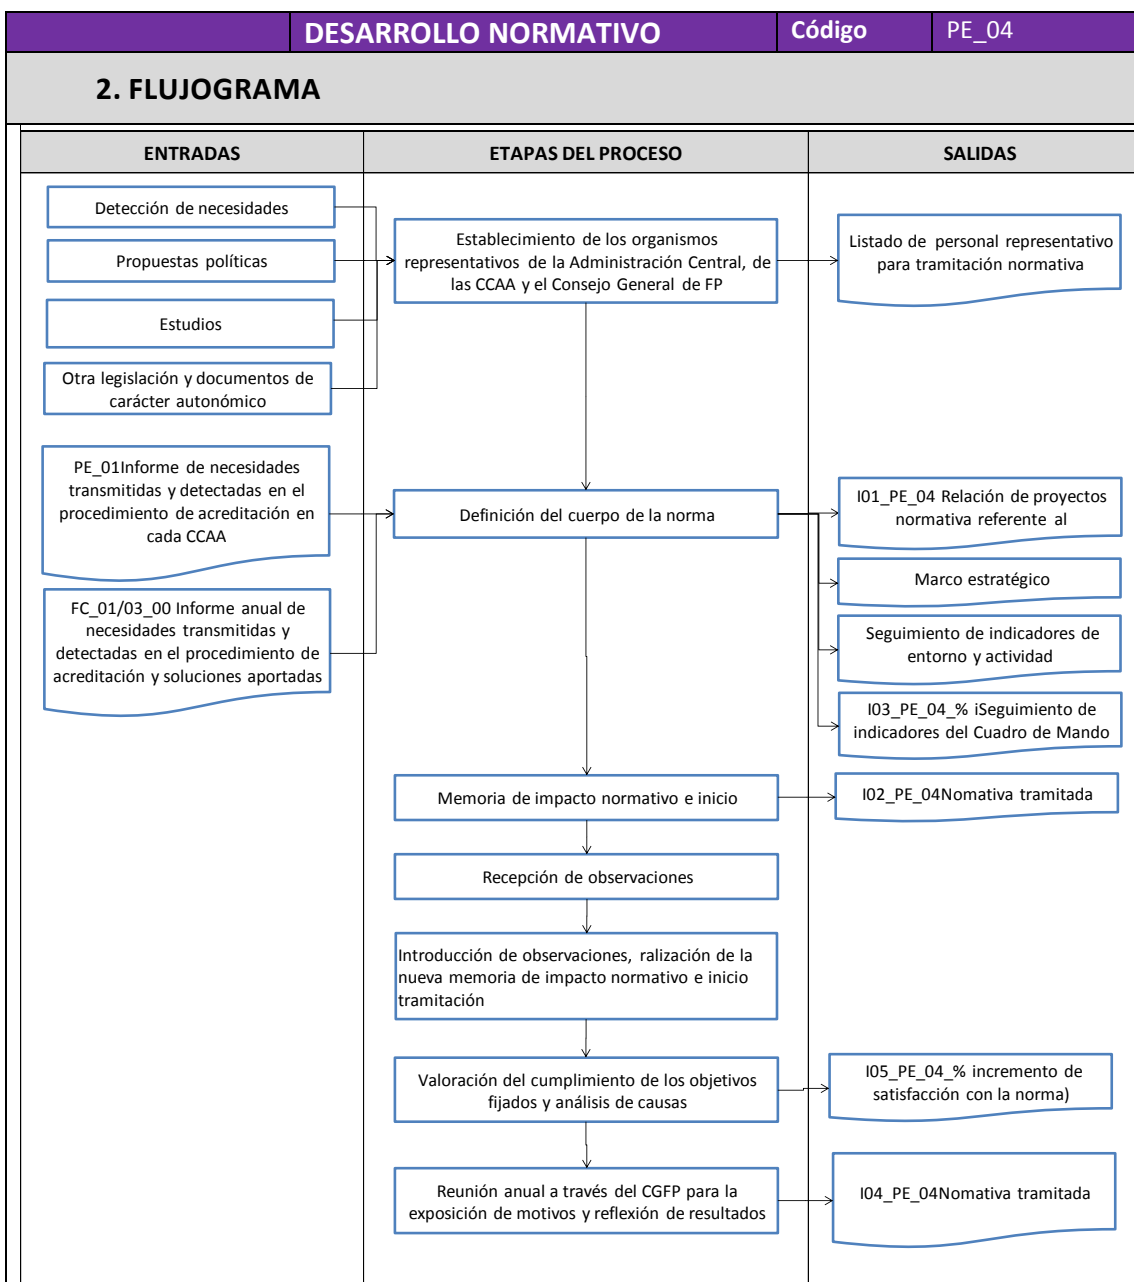 DESARROLLO NORMATIVO
Código
PE_04
2. FLUJOGRAMA
ENTRADAS
ETAPAS DEL PROCESO
SALIDAS
Detección de necesidades
Propuestas políticas
Estudios
Otra legislación y documentos de
carácter autonómico
Establecimiento de los organismos
representativos de la Administración Central, de
las CCAA y el Consejo General de FP
Listado de personal representativo
para tramitación normativa
PE_01Informe de necesidades
transmitidas y detectadas en el
procedimiento de acreditación en
cada CCAA
FC_01/03_00 Informe anual de
necesidades transmitidas y
detectadas en el procedimiento de
acreditación y soluciones aportadas
Definición del cuerpo de la norma
I01_PE_04 Relación de proyectos
normativa referente al
Marco estratégico
Seguimiento de indicadores de
entorno y actividad
I03_PE_04_% iSeguimiento de
indicadores del Cuadro de Mando
Memoria de impacto normativo e inicio
I02_PE_04Nomativa tramitada
Recepción de observaciones
Introducción de observaciones, ralización de la
nueva memoria de impacto normativo e inicio
tramitación
Valoración del cumplimiento de los objetivos
fijados y análisis de causas
I05_PE_04_% incremento de
satisfacción con la norma)
Reunión anual a través del CGFP para la
exposición de motivos y reflexión de resultados
I04_PE_04Nomativa tramitada